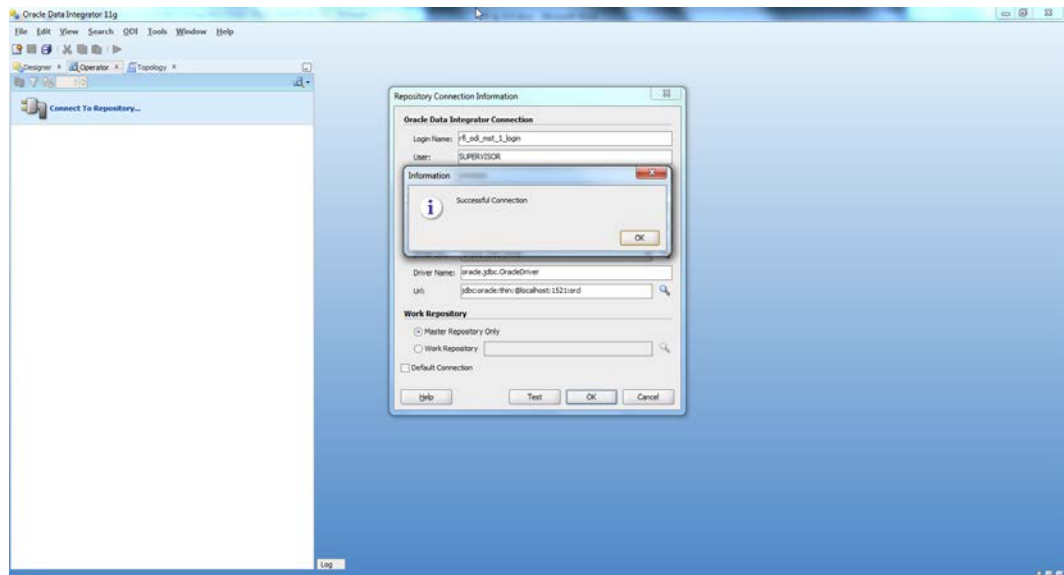 Oracle Data Integrator 11g
File Edit View Search ODI Tools Window Help
Designer Operator Topology
Connect To Repository...
Repository Connection Information
Oracle Data Integrator Connection
Login Name: rfi_odi_mst_1_login
User: SUPERVISOR
Information
Successful Connection
OK
Driver Name: oracle.jdbc.OracleDriver
Url: jdbc:oracle:thin:@localhost:1521:orcl
Work Repository
Master Repository Only
Work Repository
Default Connection
Help Test OK Cancel
Log